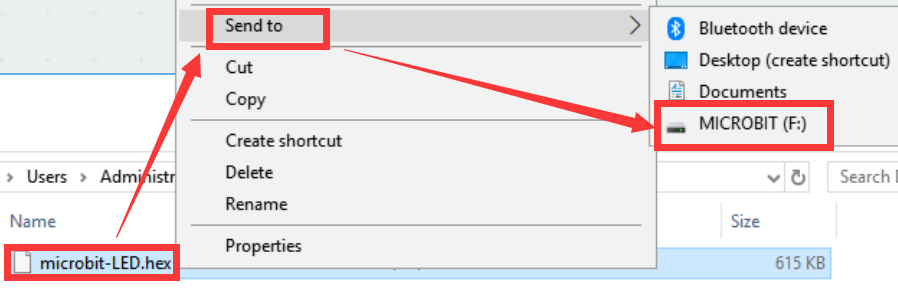 Send to
Bluetooth device
Desktop (create shortcut)
Documents
MICROBIT (F:)
Cut
Copy
Create shortcut
Delete
Rename
Properties
Users
Search
Name
Size
microbit-LED.hex
615 KB